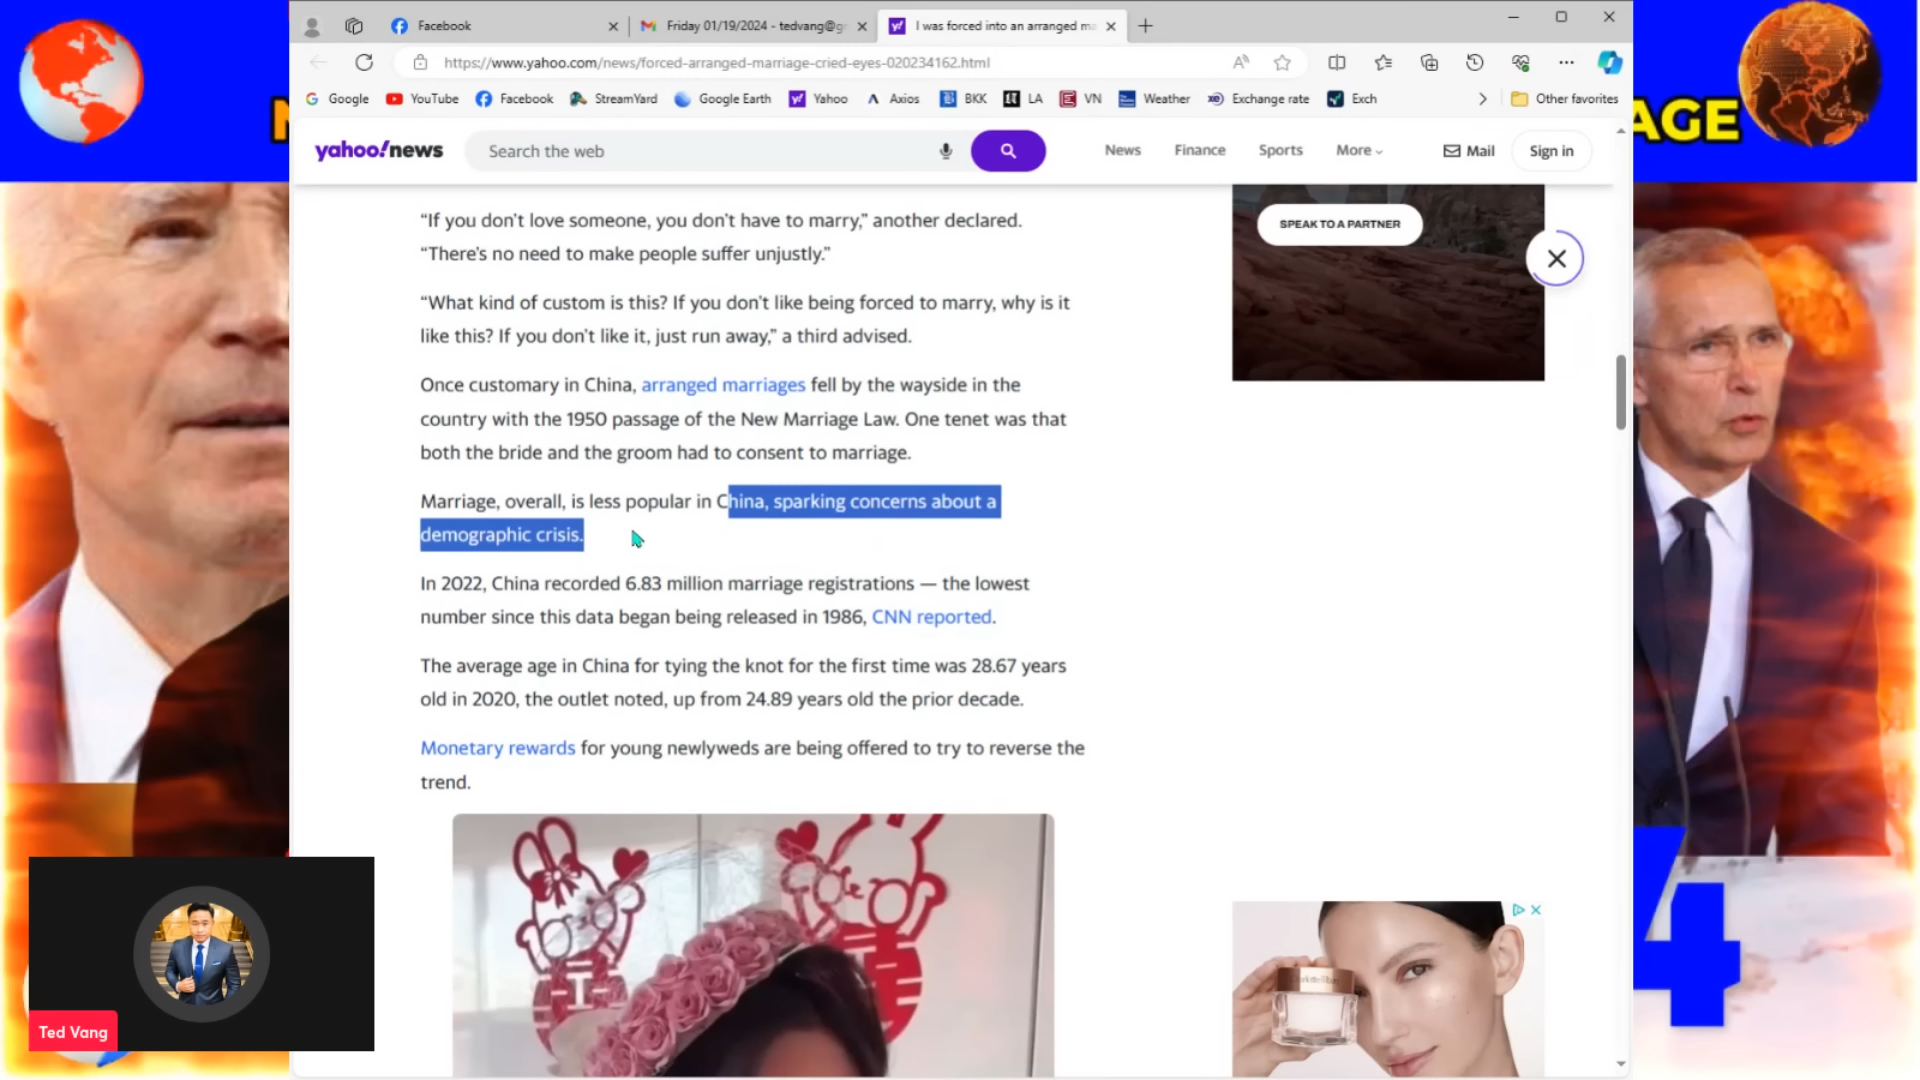 Facebook
Friday 01/19/2024 - tedvang@g
I was forced into an arranged ma
https://www.yahoo.com/news/forced-arranged-marriage-cried-eyes-020234162.html
Google YouTube Facebook StreamYard Google Earth Yahoo Axios BKK LA VN Weather Exchange rate Exch Other favorites
AGE
yahoo!news
Search the web
News Finance Sports More Mail Sign in
“If you don’t love someone, you don’t have to marry,” another declared.
“There’s no need to make people suffer unjustly.”
SPEAK TO A PARTNER
“What kind of custom is this? If you don’t like being forced to marry, why is it
like this? If you don’t like it, just run away,” a third advised.
Once customary in China, arranged marriages fell by the wayside in the
country with the 1950 passage of the New Marriage Law. One tenet was that
both the bride and the groom had to consent to marriage.
Marriage, overall, is less popular in China, sparking concerns about a
demographic crisis.
In 2022, China recorded 6.83 million marriage registrations — the lowest
number since this data began being released in 1986, CNN reported.
The average age in China for tying the knot for the first time was 28.67 years
old in 2020, the outlet noted, up from 24.89 years old the prior decade.
Monetary rewards for young newlyweds are being offered to try to reverse the
trend.
4
Ted Vang